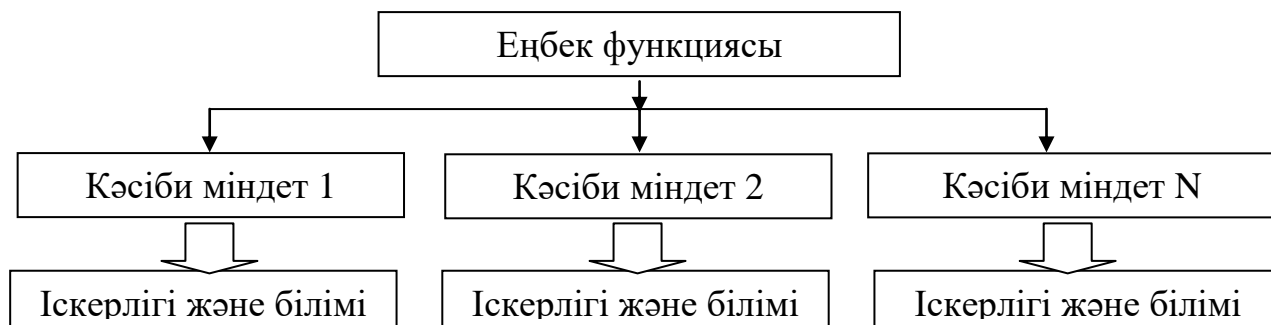 Еңбек функциясы
Кәсіби міндет 1
Кәсіби міндет 2
Кәсіби міндет N
Іскерлігі және білімі
Іскерлігі және білімі
Іскерлігі және білімі